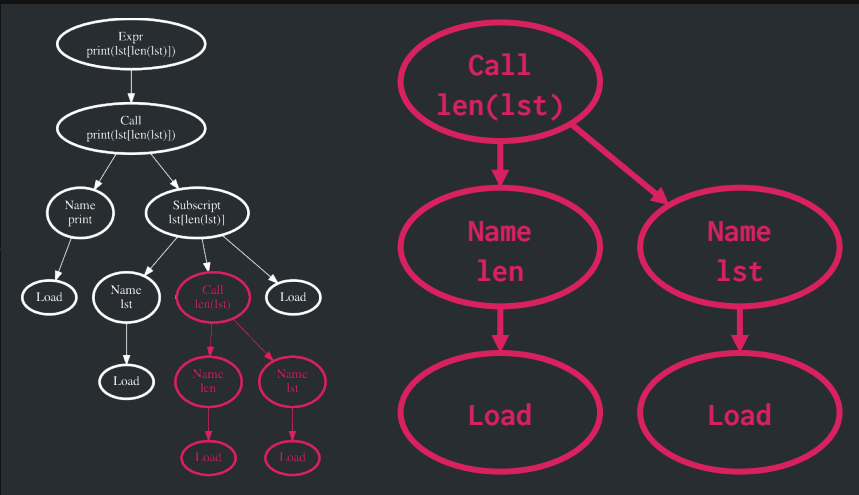 Expr
print(lst[len(lst)])
Call
print(lst[len(lst)])
Name
print
Subscript
lst[len(lst)]
Load
Name
lst
Call
len(lst)
Load
Load
Name
len
Name
lst
Load
Load
Call
len(lst)
Name
len
Name
lst
Load
Load